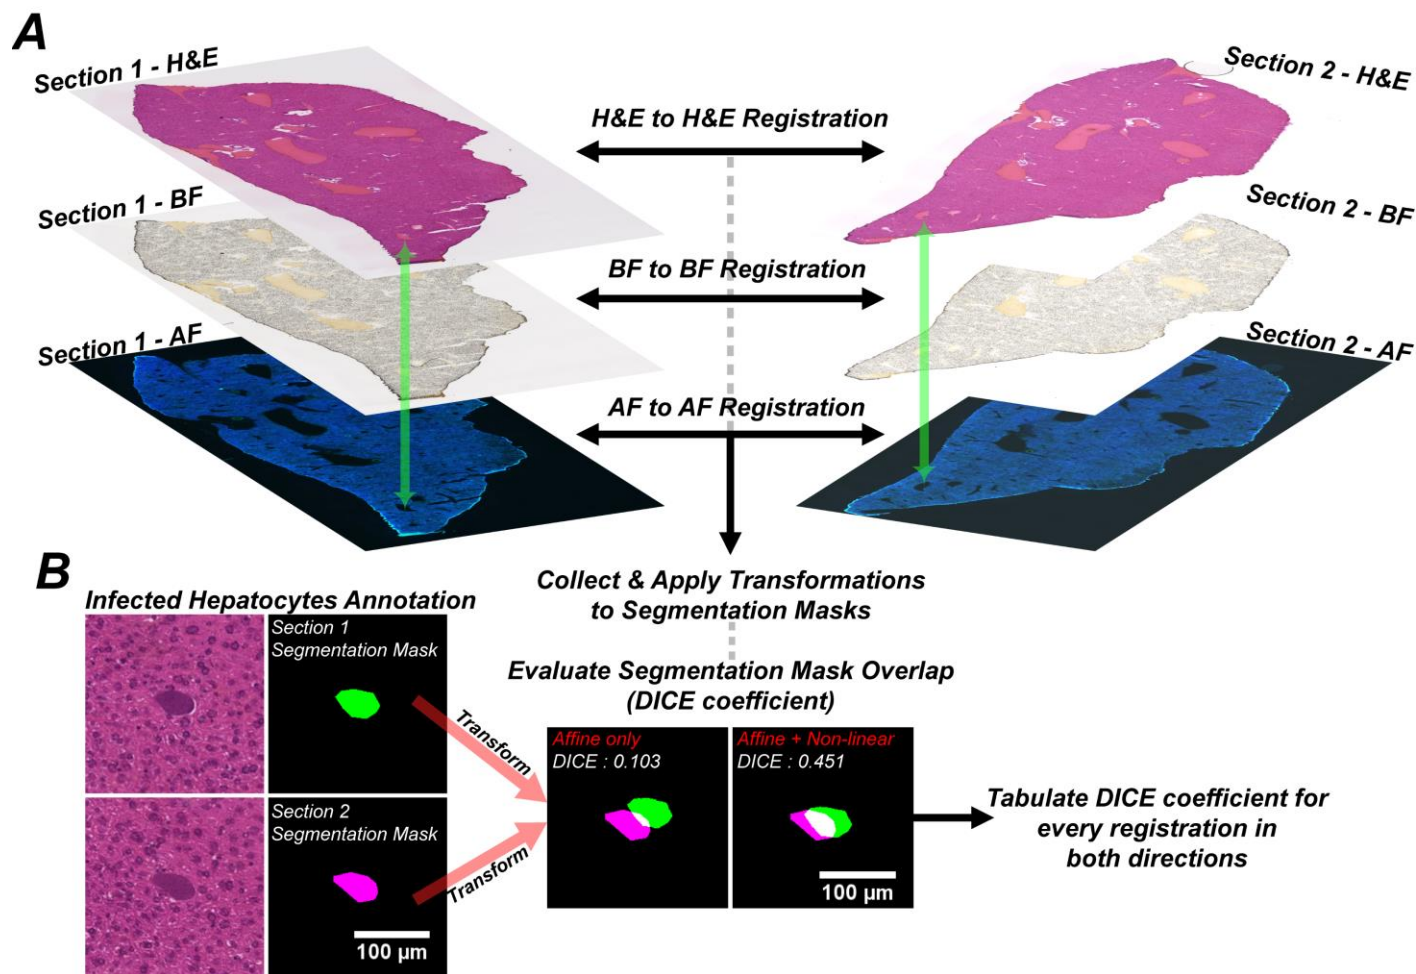 A
Section 1 - H&E
Section 2 - H&E
H&E to H&E Registration
Section 1 - BF
Section 2 - BF
BF to BF Registration
Section 1 - AF
Section 2 - AF
AF to AF Registration
Collect & Apply Transformations
to Segmentation Masks
B
Infected Hepatocytes Annotation
Section 1
Segmentation Mask
Section 2
Segmentation Mask
100 µm
Transform
Transform
Evaluate Segmentation Mask Overlap
(DICE coefficient)
Affine only
DICE : 0.103
Affine + Non-linear
DICE : 0.451
100 µm
Tabulate DICE coefficient for
every registration in
both directions